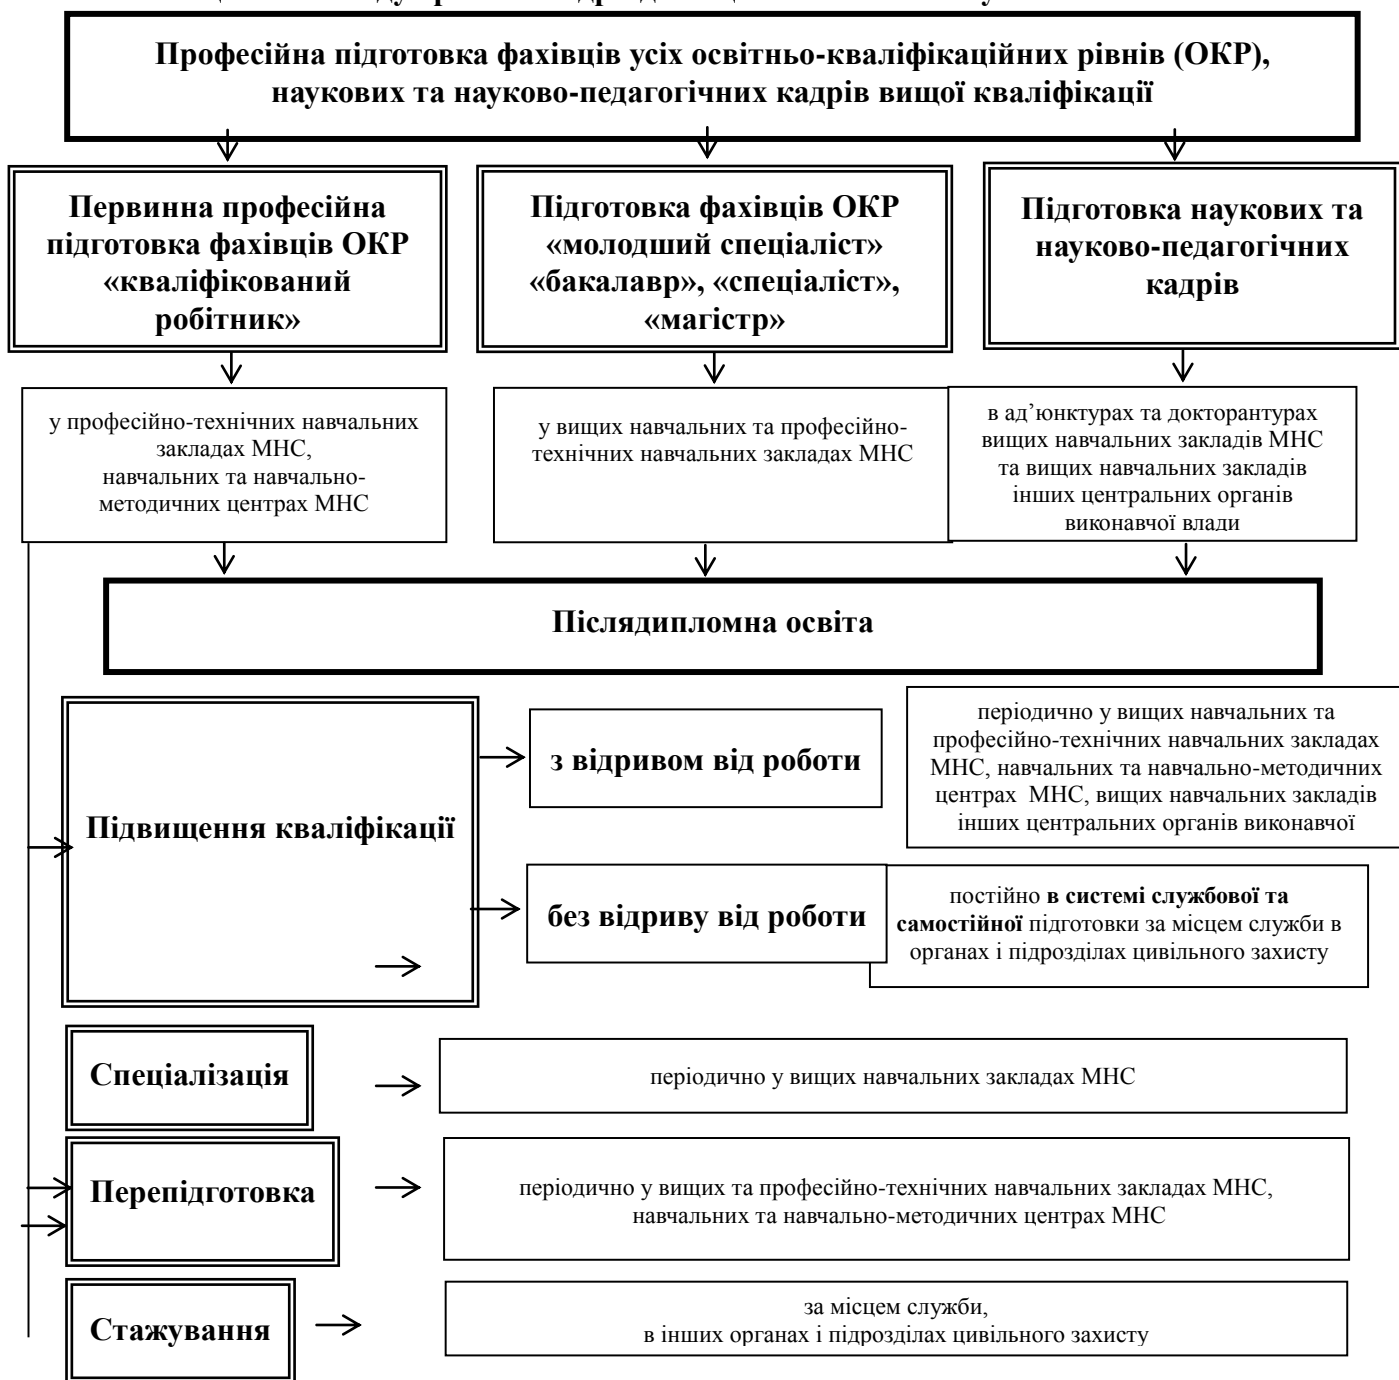 Професійна підготовка фахівців усіх освітньо-кваліфікаційних рівнів (ОКР),
наукових та науково-педагогічних кадрів вищої кваліфікації
Первинна професійна
підготовка фахівців ОКР
«кваліфікований
робітник»
Підготовка фахівців ОКР
«молодший спеціаліст»
«бакалавр», «спеціаліст»,
«магістр»
Підготовка наукових та
науково-педагогічних
кадрів
у професійно-технічних навчальних
закладах МНС,
навчальних та навчально-
методичних центрах МНС
у вищих навчальних та професійно-
технічних навчальних закладах МНС
в ад’юнктурах та докторантурах
вищих навчальних закладів МНС
та вищих навчальних закладів
інших центральних органів
виконавчої влади
Післядипломна освіта
Підвищення кваліфікації
з відривом від роботи
періодично у вищих навчальних та
професійно-технічних навчальних закладах
МНС, навчальних та навчально-методичних
центрах МНС, вищих навчальних закладів
інших центральних органів виконавчої
без відриву від роботи
постійно в системі службової та
самостійної підготовки за місцем служби в
органах і підрозділах цивільного захисту
Спеціалізація
періодично у вищих навчальних закладах МНС
Перепідготовка
періодично у вищих та професійно-технічних навчальних закладах МНС,
навчальних та навчально-методичних центрах МНС
Стажування
за місцем служби,
в інших органах і підрозділах цивільного захисту